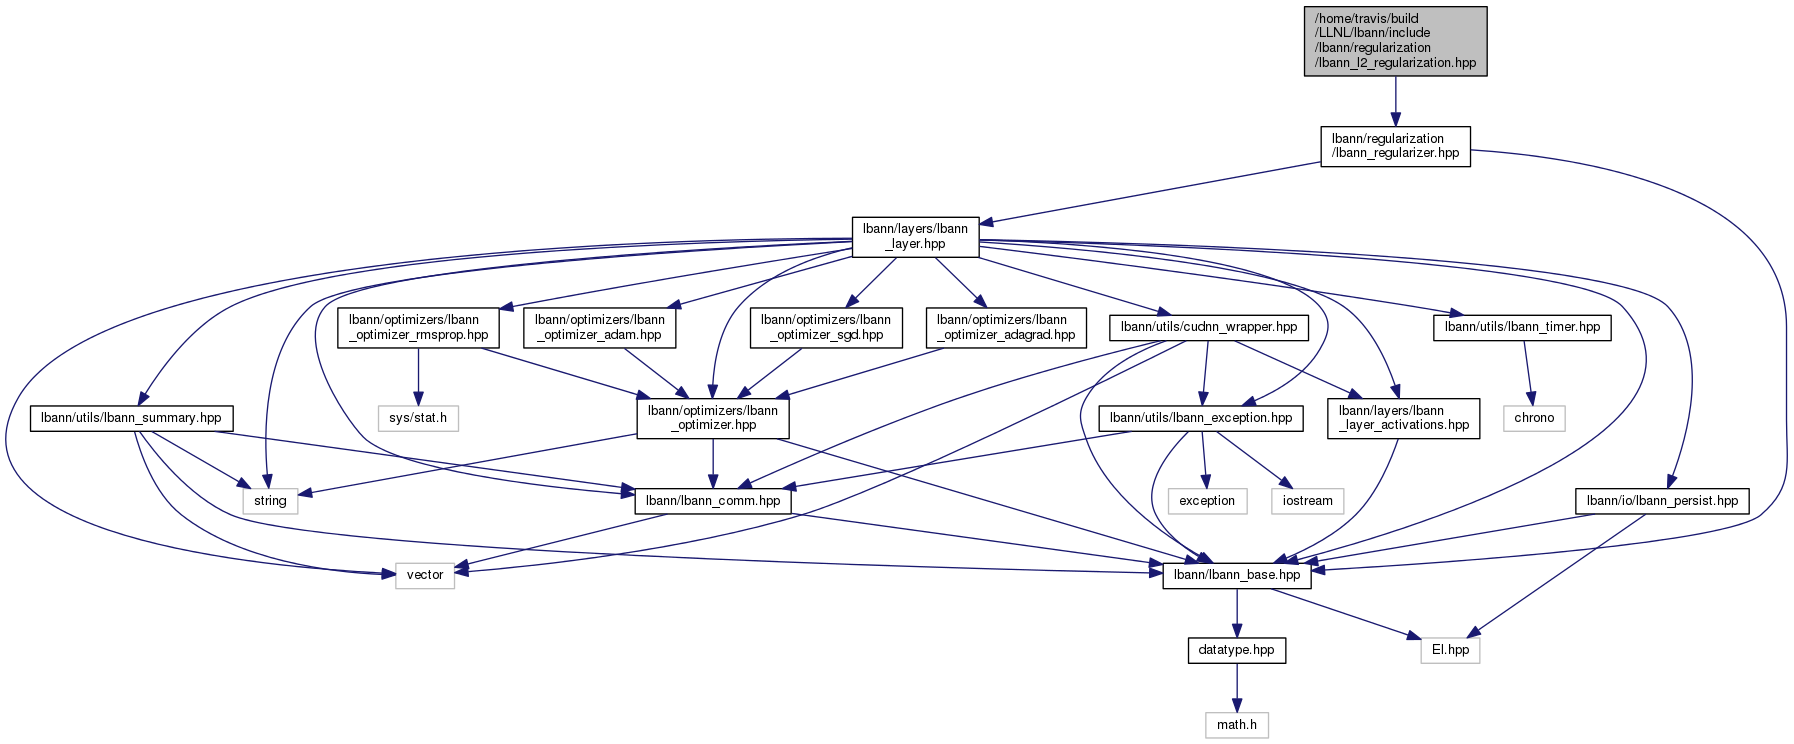 /home/travis/build
/LLNL/lbann/include
/lbann/regularization
/lbann_l2_regularization.hpp
lbann/regularization
/lbann_regularizer.hpp
lbann/layers/lbann
_layer.hpp
lbann/optimizers/lbann
_optimizer_rmsprop.hpp
lbann/optimizers/lbann
_optimizer_adam.hpp
lbann/optimizers/lbann
_optimizer_sgd.hpp
lbann/optimizers/lbann
_optimizer_adagrad.hpp
lbann/utils/cudnn_wrapper.hpp
lbann/utils/lbann_timer.hpp
lbann/utils/lbann_summary.hpp
sys/stat.h
lbann/optimizers/lbann
_optimizer.hpp
lbann/utils/lbann_exception.hpp
lbann/layers/lbann
_layer_activations.hpp
chrono
string
lbann/lbann_comm.hpp
exception
iostream
lbann/io/lbann_persist.hpp
vector
lbann/lbann_base.hpp
datatype.hpp
El.hpp
math.h